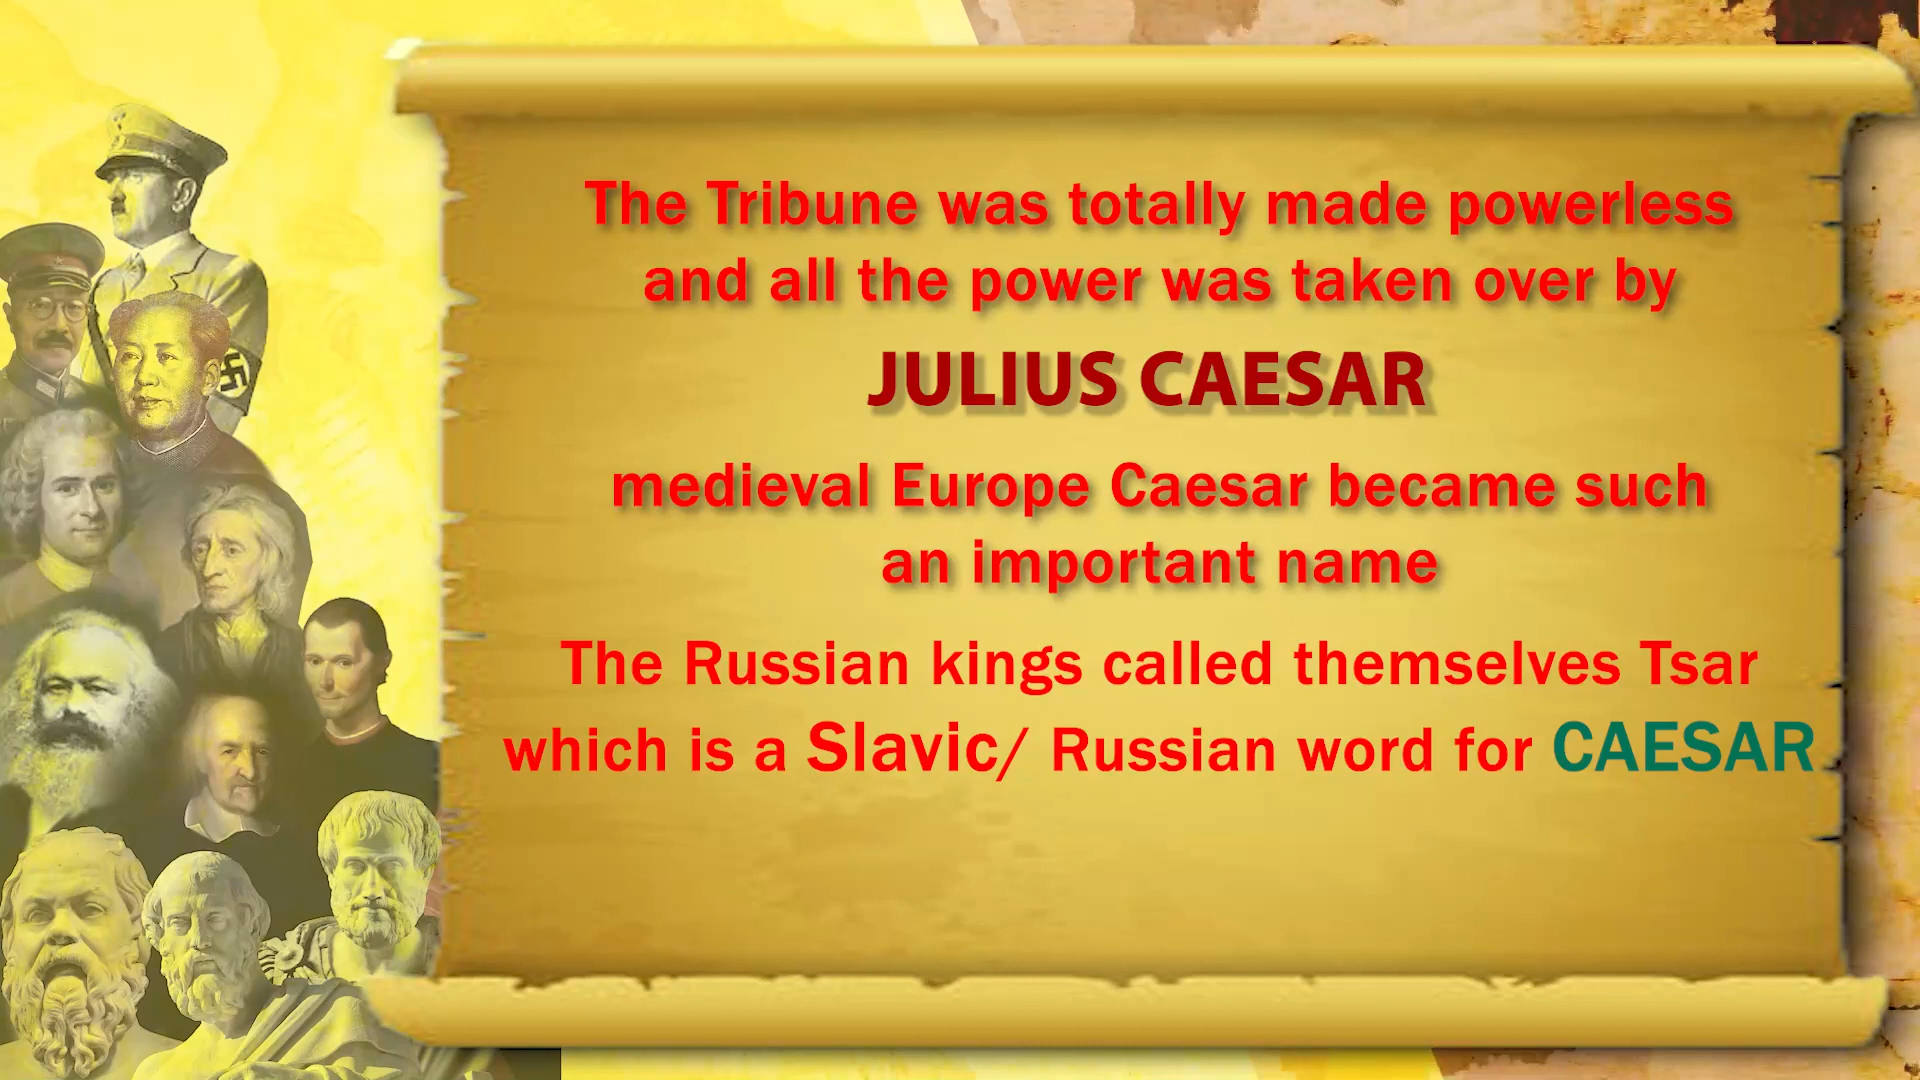 The Tribune was totally made powerless
and all the power was taken over by
JULIUS CAESAR
medieval Europe Caesar became such
an important name
The Russian kings called themselves Tsar
which is a Slavic/ Russian word for CAESAR